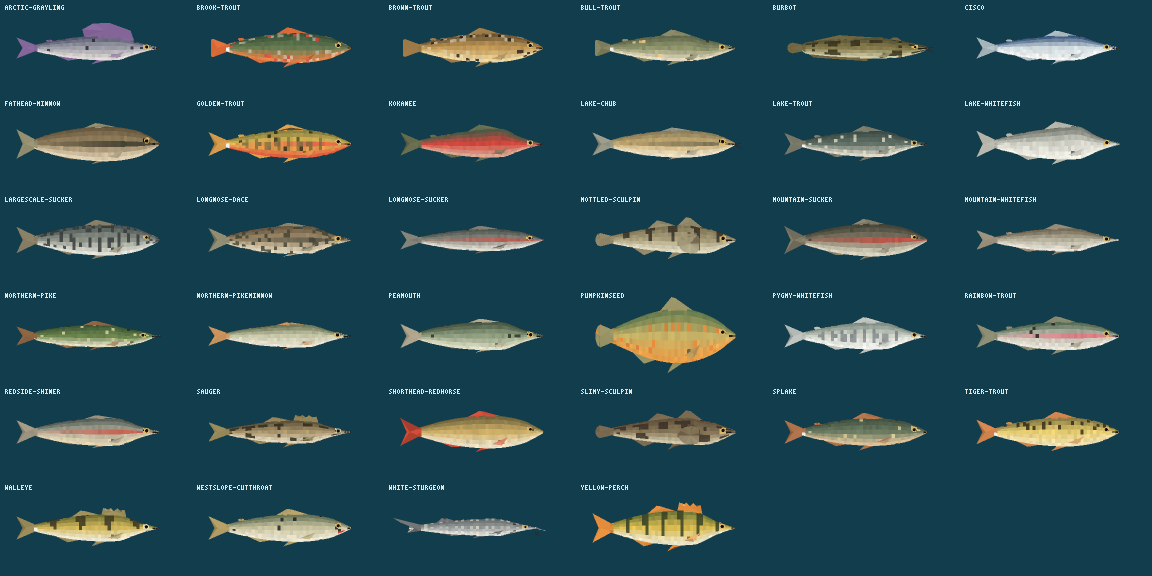 ARCTIC-GRAYLING
BROOK-TROUT
BROWN-TROUT
BULL-TROUT
BURBOT
CISCO
FATHEAD-MINNOW
GOLDEN-TROUT
KOKANEE
LAKE-CHUB
LAKE-TROUT
LAKE-WHITEFISH
LARGESCALE-SUCKER
LONGNOSE-DACE
LONGNOSE-SUCKER
MOTTLED-SCULPIN
MOUNTAIN-SUCKER
MOUNTAIN-WHITEFISH
NORTHERN-PIKE
NORTHERN-PIKEMINNOW
PEAMOUTH
PUMPKINSEED
PYGMY-WHITEFISH
RAINBOW-TROUT
REDSIDE-SHINER
SAUGER
SHORTHEAD-REDHORSE
SLIMY-SCULPIN
SPLAKE
TIGER-TROUT
WALLEYE
WESTSLOPE-CUTTHROAT
WHITE-STURGEON
YELLOW-PERCH